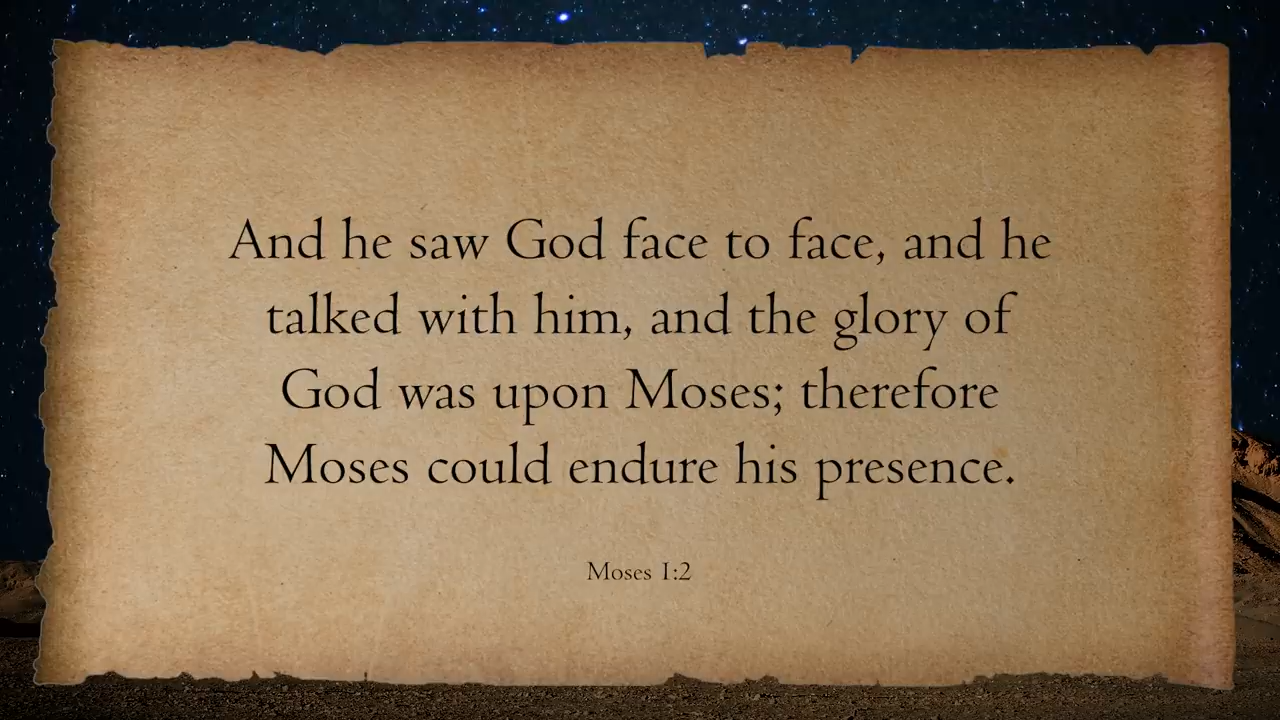 And he saw God face to face, and he
talked with him, and the glory of
God was upon Moses; therefore
Moses could endure his presence.
Moses 1:2